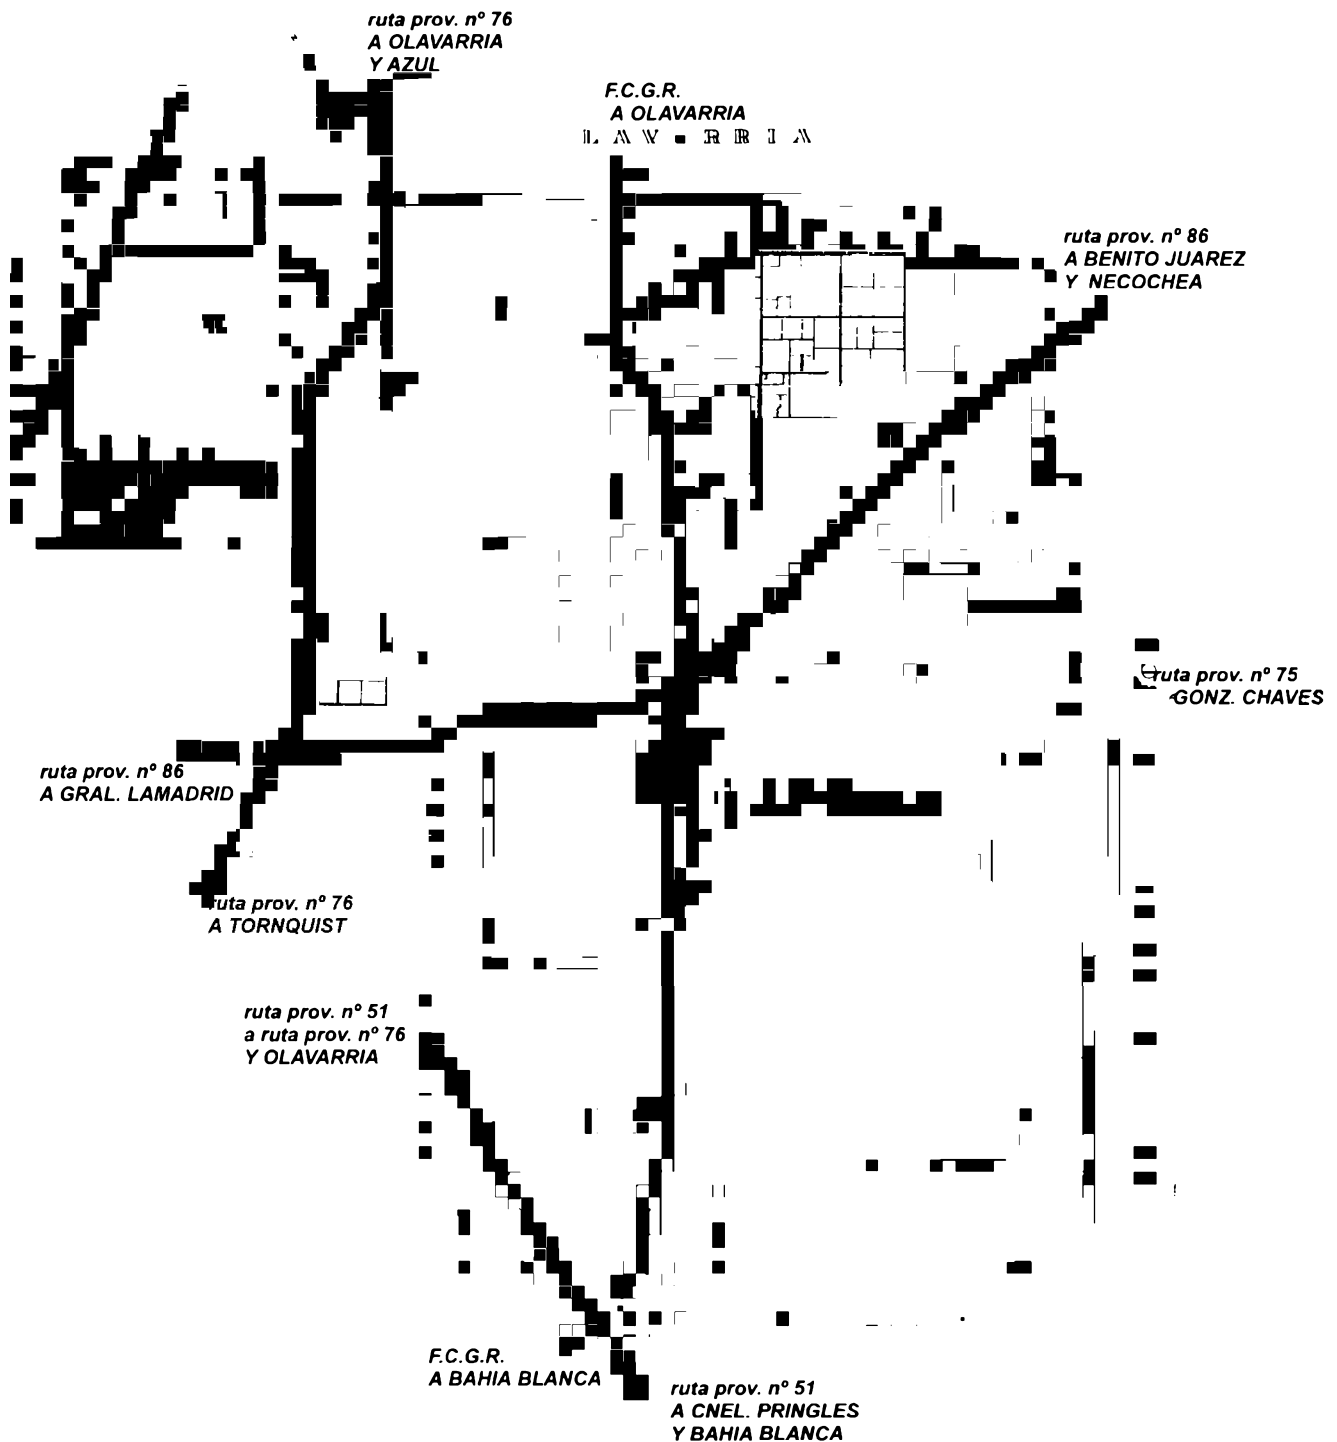 ruta prov. nº 76
A OLAVARRIA
Y AZUL
F.C.G.R.
A OLAVARRIA
ruta prov. nº 86
A BENITO JUAREZ
Y NECOCHEA
ruta prov. nº 75
GONZ. CHAVES
ruta prov. nº 86
A GRAL. LAMADRID
ruta prov. nº 76
A TORNQUIST
ruta prov. nº 51
a ruta prov. nº 76
Y OLAVARRIA
F.C.G.R.
A BAHIA BLANCA
ruta prov. nº 51
A CNEL. PRINGLES
Y BAHIA BLANCA